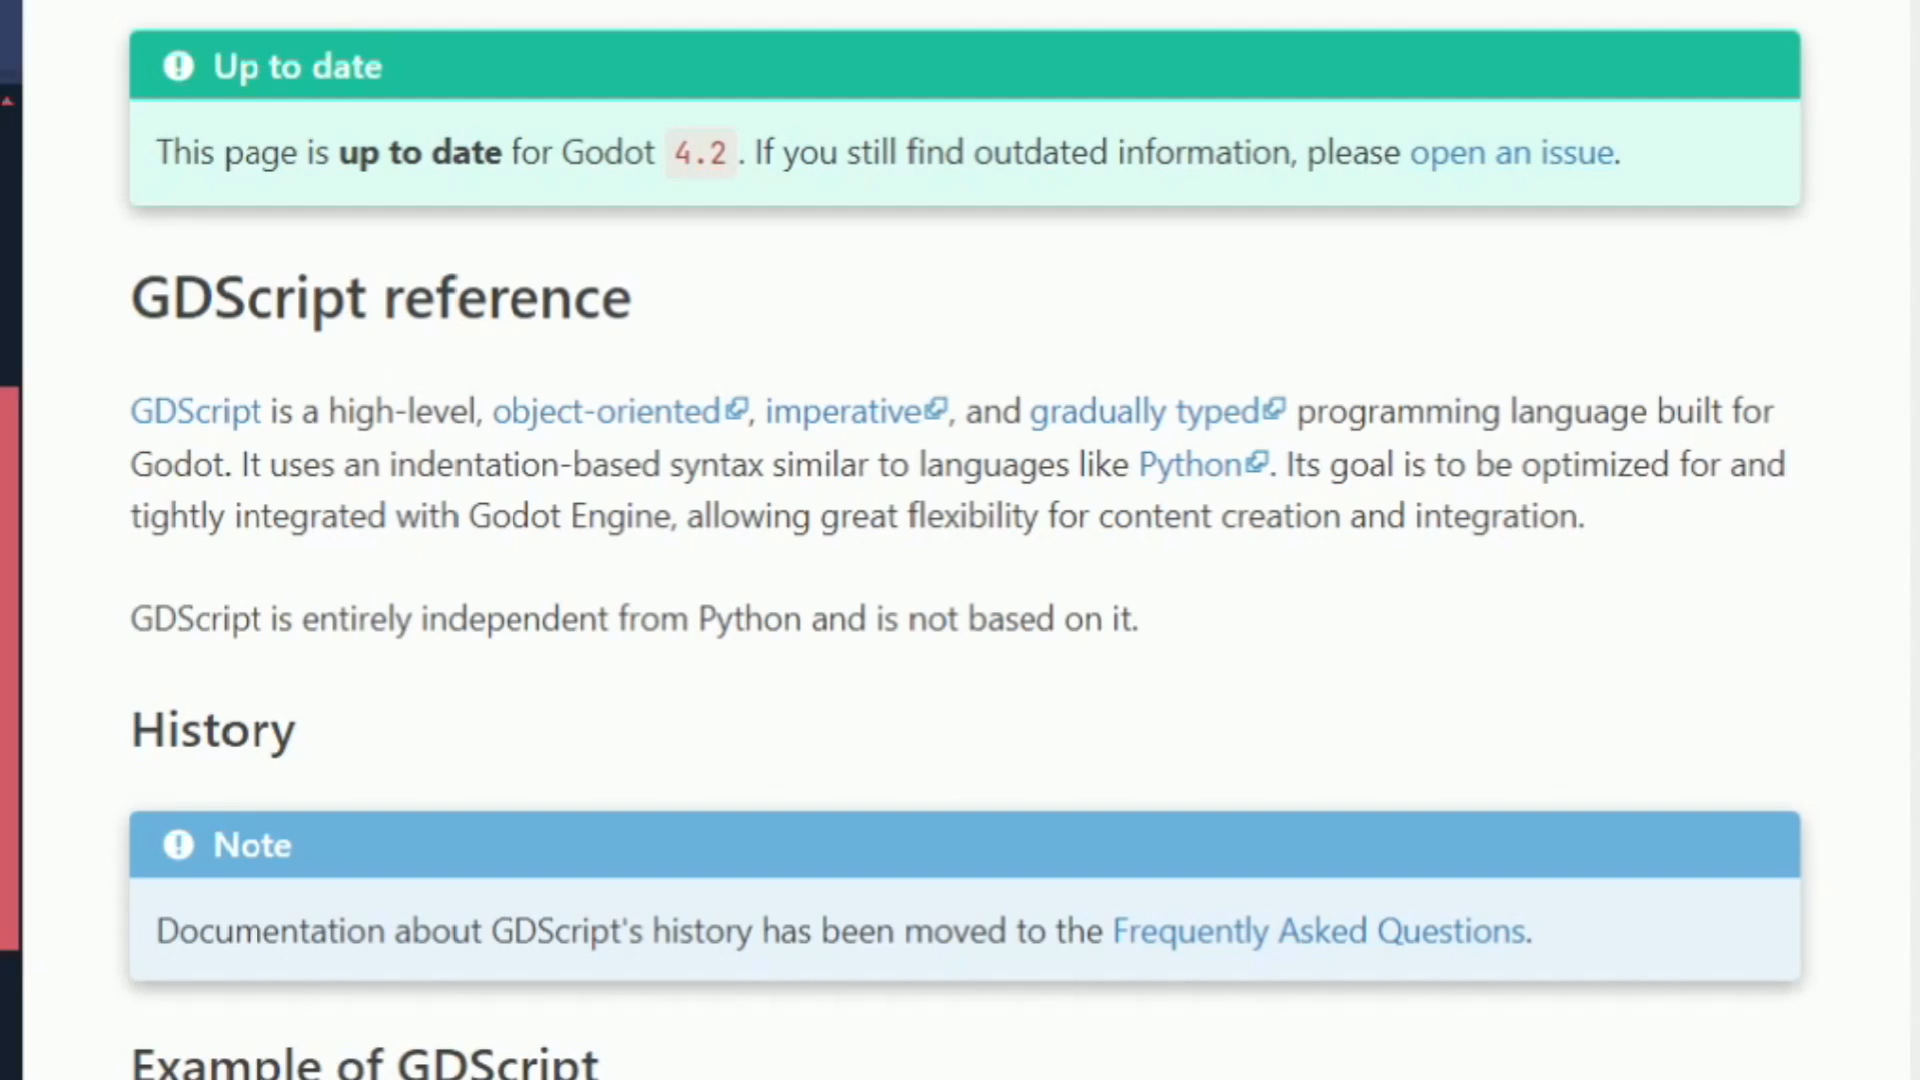 Up to date
This page is up to date for Godot 4.2. If you still find outdated information, please open an issue.
GDScript reference
GDScript is a high-level, object-oriented, imperative, and gradually typed programming language built for
Godot. It uses an indentation-based syntax similar to languages like Python. Its goal is to be optimized for and
tightly integrated with Godot Engine, allowing great flexibility for content creation and integration.
GDScript is entirely independent from Python and is not based on it.
History
Note
Documentation about GDScript's history has been moved to the Frequently Asked Questions.
Example of GDScript